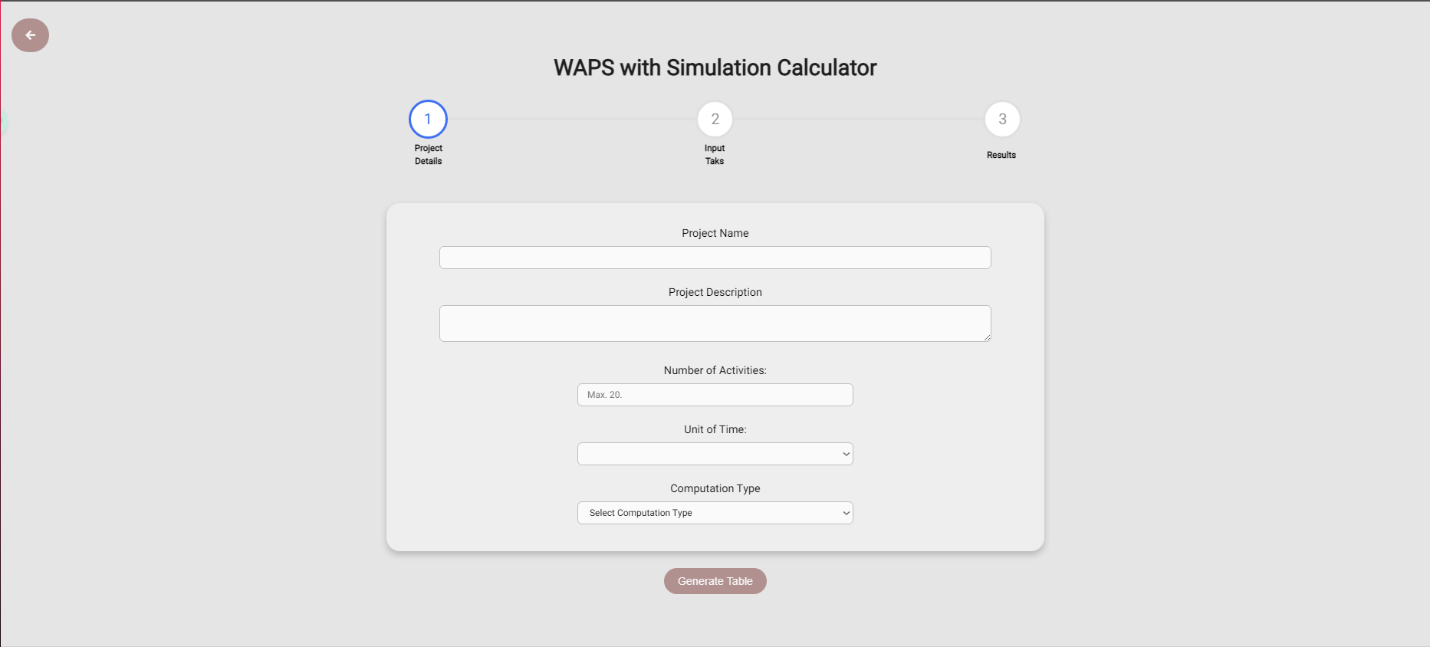 WAPS with Simulation Calculator
1
2
3
Project
Details
Input
Taks
Results
Project Name
Project Description
Number of Activities:
Max. 20.
Unit of Time:
Computation Type
Select Computation Type
Generate Table